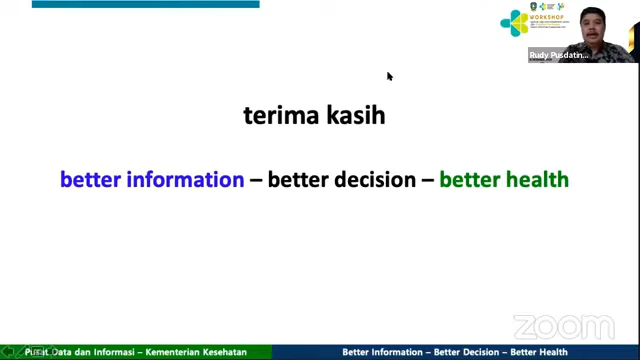 WORKSHOP
Rudy Pusdatin...
terima kasih
better information – better decision – better health
zoom
Pusat Data dan Informasi – Kementerian Kesehatan
Better Information – Better Decision – Better Health